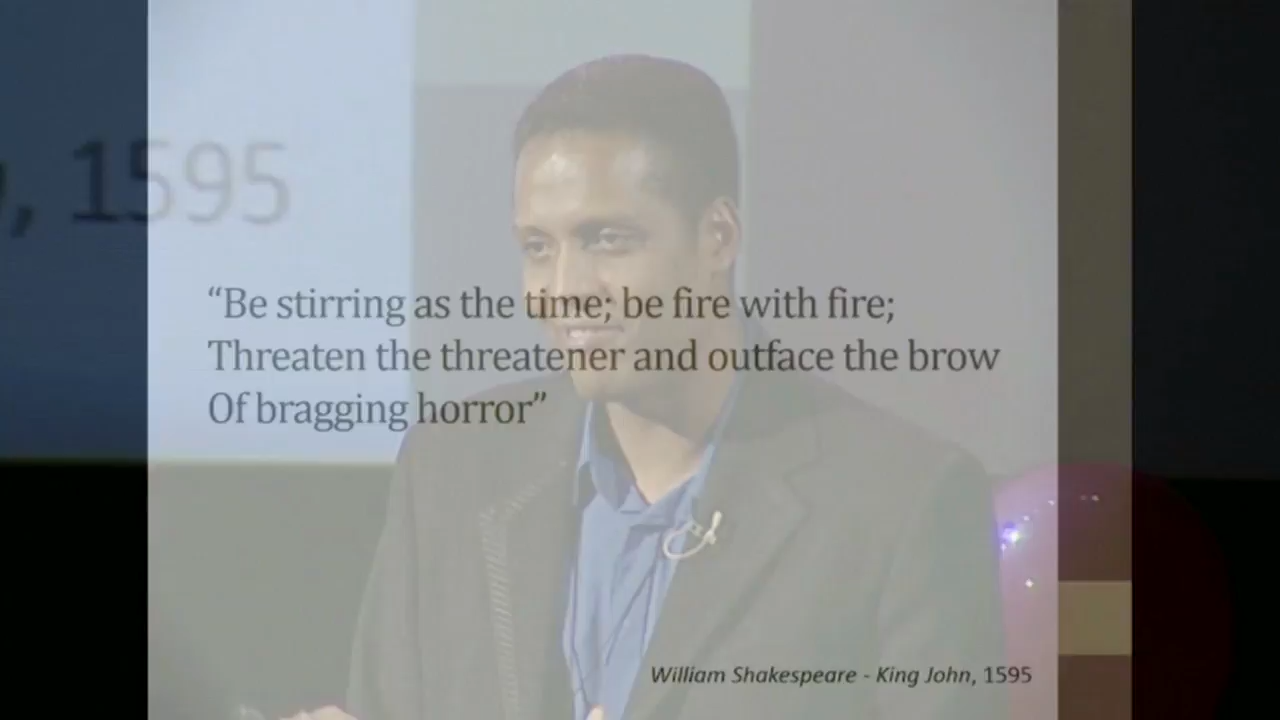 , 1595
“Be stirring as the time; be fire with fire;
Threaten the threatener and outface the brow
Of bragging horror”
William Shakespeare - King John, 1595